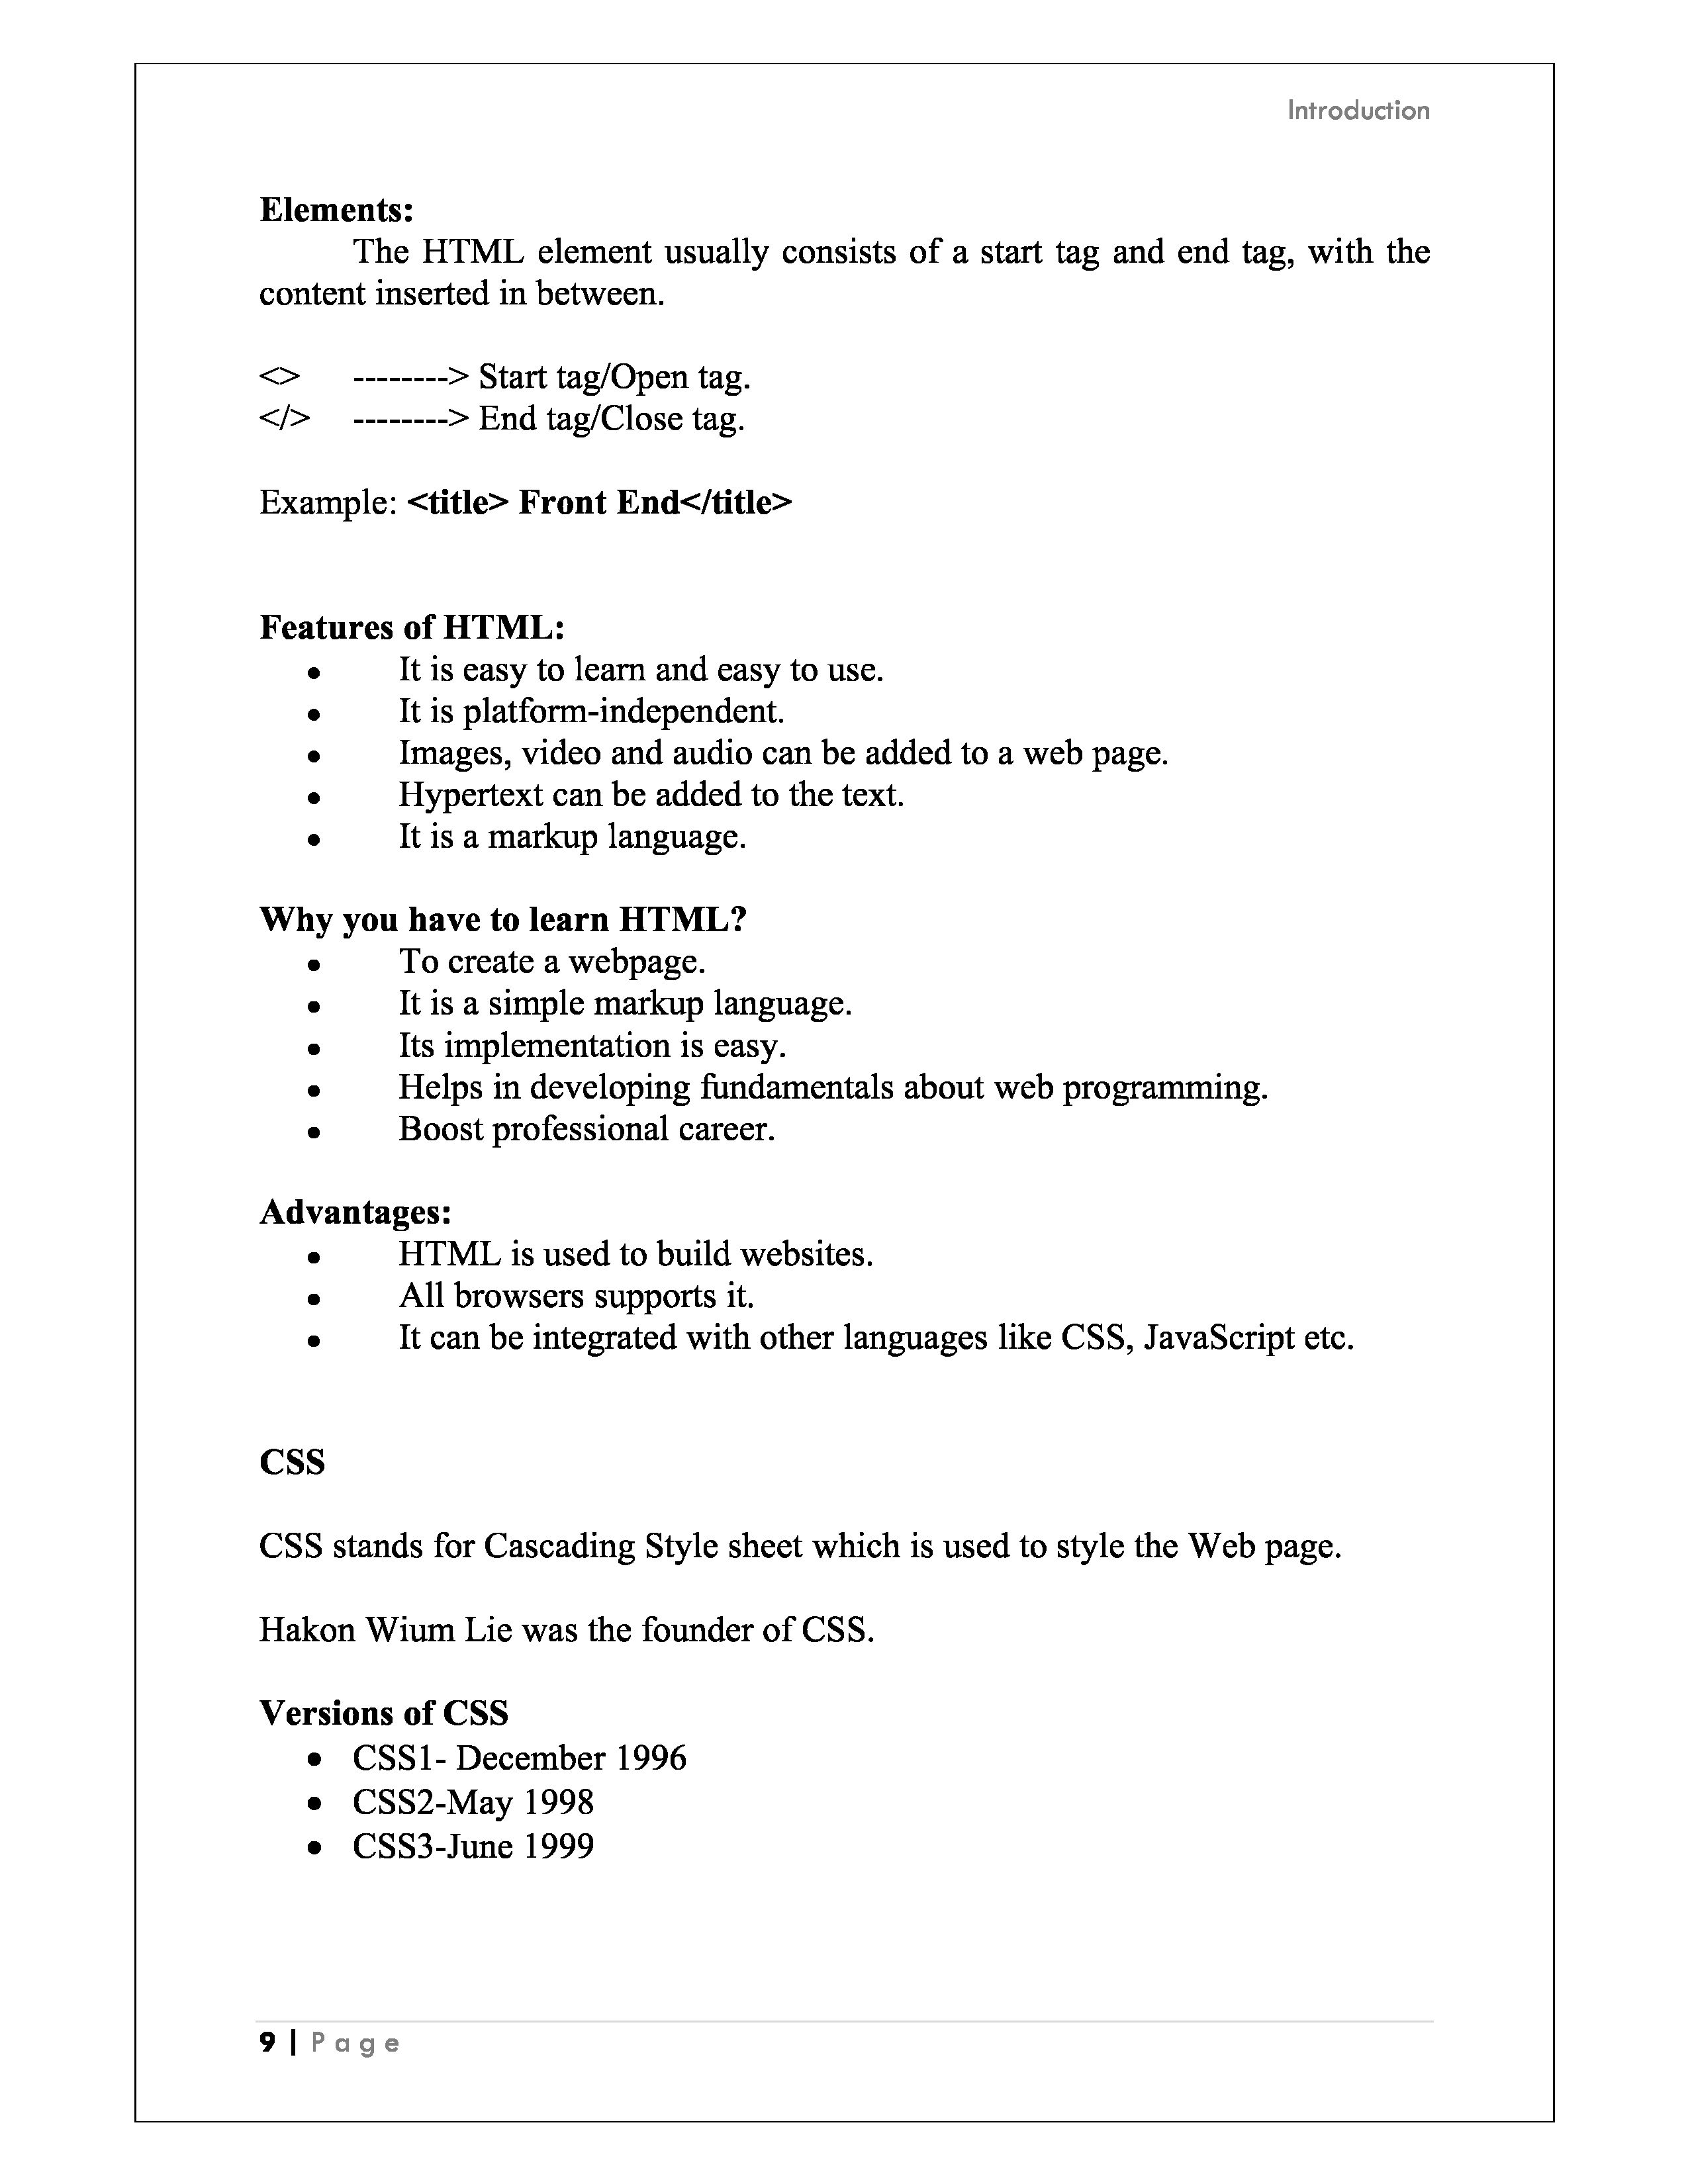 Introduction
Elements:
The HTML element usually consists of a start tag and end tag, with the
content inserted in between.
<> --------> Start tag/Open tag.
</> --------> End tag/Close tag.
Example: <title> Front End</title>
Features of HTML:
• It is easy to learn and easy to use.
• It is platform-independent.
• Images, video and audio can be added to a web page.
• Hypertext can be added to the text.
• It is a markup language.
Why you have to learn HTML?
• To create a webpage.
• It is a simple markup language.
• Its implementation is easy.
• Helps in developing fundamentals about web programming.
• Boost professional career.
Advantages:
• HTML is used to build websites.
• All browsers supports it.
• It can be integrated with other languages like CSS, JavaScript etc.
CSS
CSS stands for Cascading Style sheet which is used to style the Web page.
Hakon Wium Lie was the founder of CSS.
Versions of CSS
• CSS1- December 1996
• CSS2-May 1998
• CSS3-June 1999
9 | Page